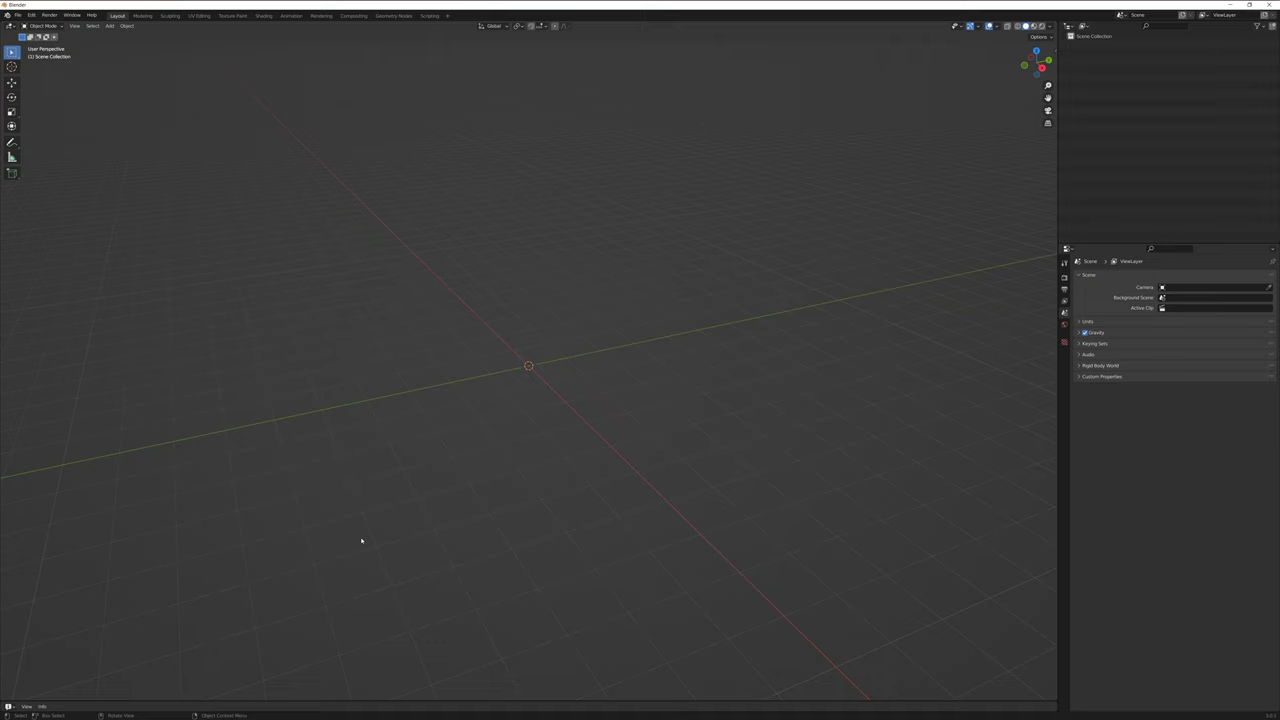 Blender
File Edit Render Window Help Layout Modeling Sculpting UV Editing Texture Paint Shading Animation Rendering Compositing Geometry Nodes Scripting + Scene ViewLayer
Object Mode View Select Add Object Global
Options
User Perspective
(1) Scene Collection
Scene Collection
Scene > ViewLayer
Scene
Camera
Background Scene
Active Clip
Units
Gravity
Keying Sets
Audio
Rigid Body World
Custom Properties
View Info
Select Box Select Rotate View Object Context Menu